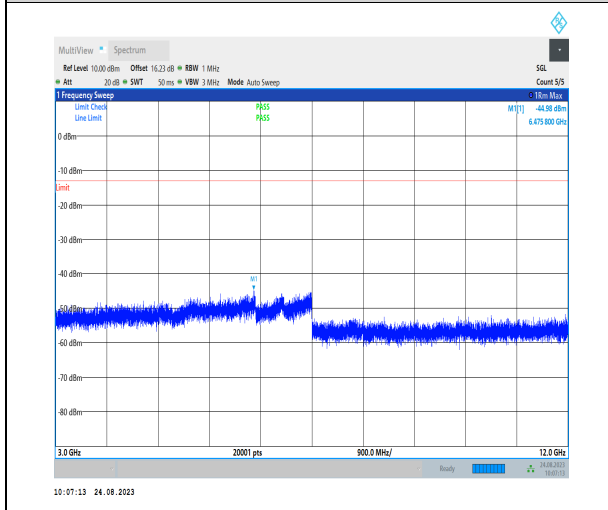 MultiView Spectrum
Ref Level 10.00 dBm Offset 16.23 dB RBW 1 MHz SGL
Att 20 dB SWT 50 ms VBW 3 MHz Mode Auto Sweep Count 5/5
1 Frequency Sweep 1Rm Max
Limit Check PASS M1[1] -44.98 dBm
Line Limit PASS 6.475 800 GHz
0 dBm
-10 dBm
Limit
-20 dBm
-30 dBm
-40 dBm
M1
-50 dBm
-60 dBm
-70 dBm
-80 dBm
3.0 GHz 20001 pts 900.0 MHz/ 12.0 GHz
Ready 24.08.2023
10:07:13
10:07:13 24.08.2023